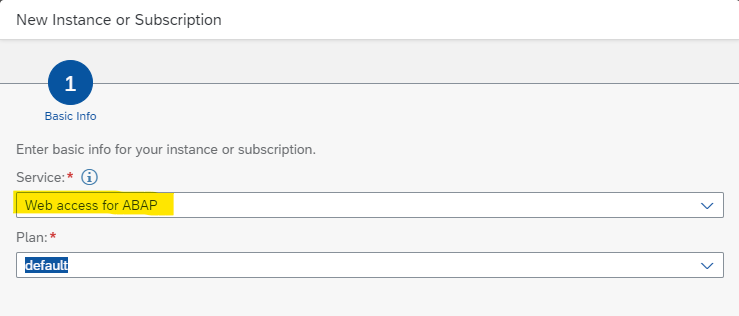 New Instance or Subscription
1
Basic Info
Enter basic info for your instance or subscription.
Service:* i
Web access for ABAP
Plan:*
default